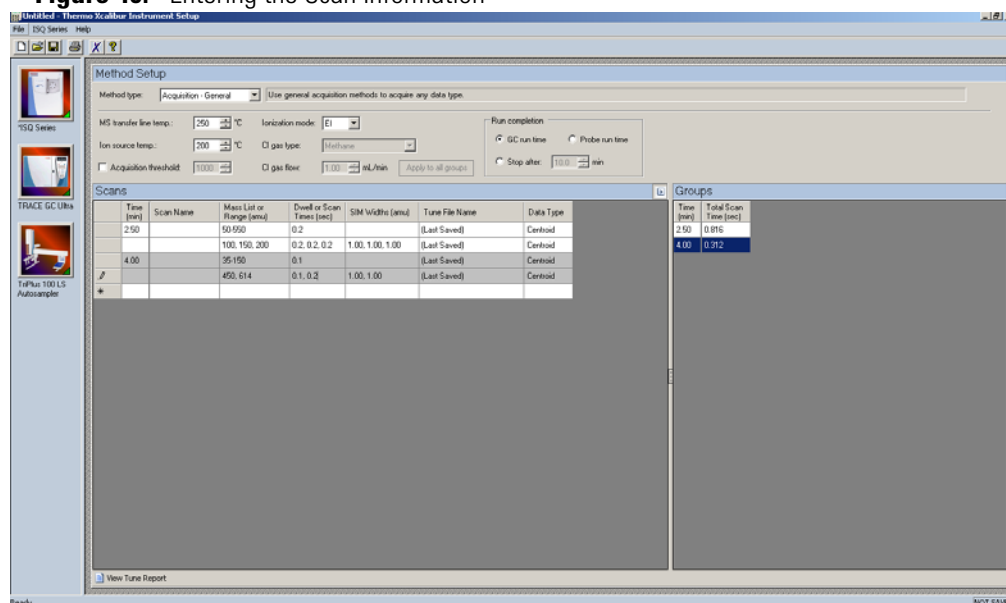 Entering the Scan Information
Untitled - Thermo Xcalibur Instrument Setup
File ISQ Series Help
Method Setup
Method type: Acquisition - General Use general acquisition methods to acquire any data type.
MS transfer line temp.: 250 °C Ionization mode: EI
Run completion
GC run time Probe run time
Ion source temp.: 200 °C CI gas type: Methane
Stop after: 10.0 min
Acquisition threshold: 1000 CI gas flow: 1.00 mL/min Apply to all groups
*ISQ Series
TRACE GC Ultra
TriPlus 100 LS
Autosampler
Scans
Time (min) Scan Name Mass List or Range (amu) Dwell or Scan Times (sec) SIM Widths (amu) Tune File Name Data Type
2.50 50-550 0.2 (Last Saved) Centroid
100, 150, 200 0.2, 0.2, 0.2 1.00, 1.00, 1.00 (Last Saved) Centroid
4.00 35-150 0.1 (Last Saved) Centroid
450, 614 0.1, 0.2 1.00, 1.00 (Last Saved) Centroid
*
Groups
Time (min) Total Scan Time (sec)
2.50 0.816
4.00 0.312
View Tune Report